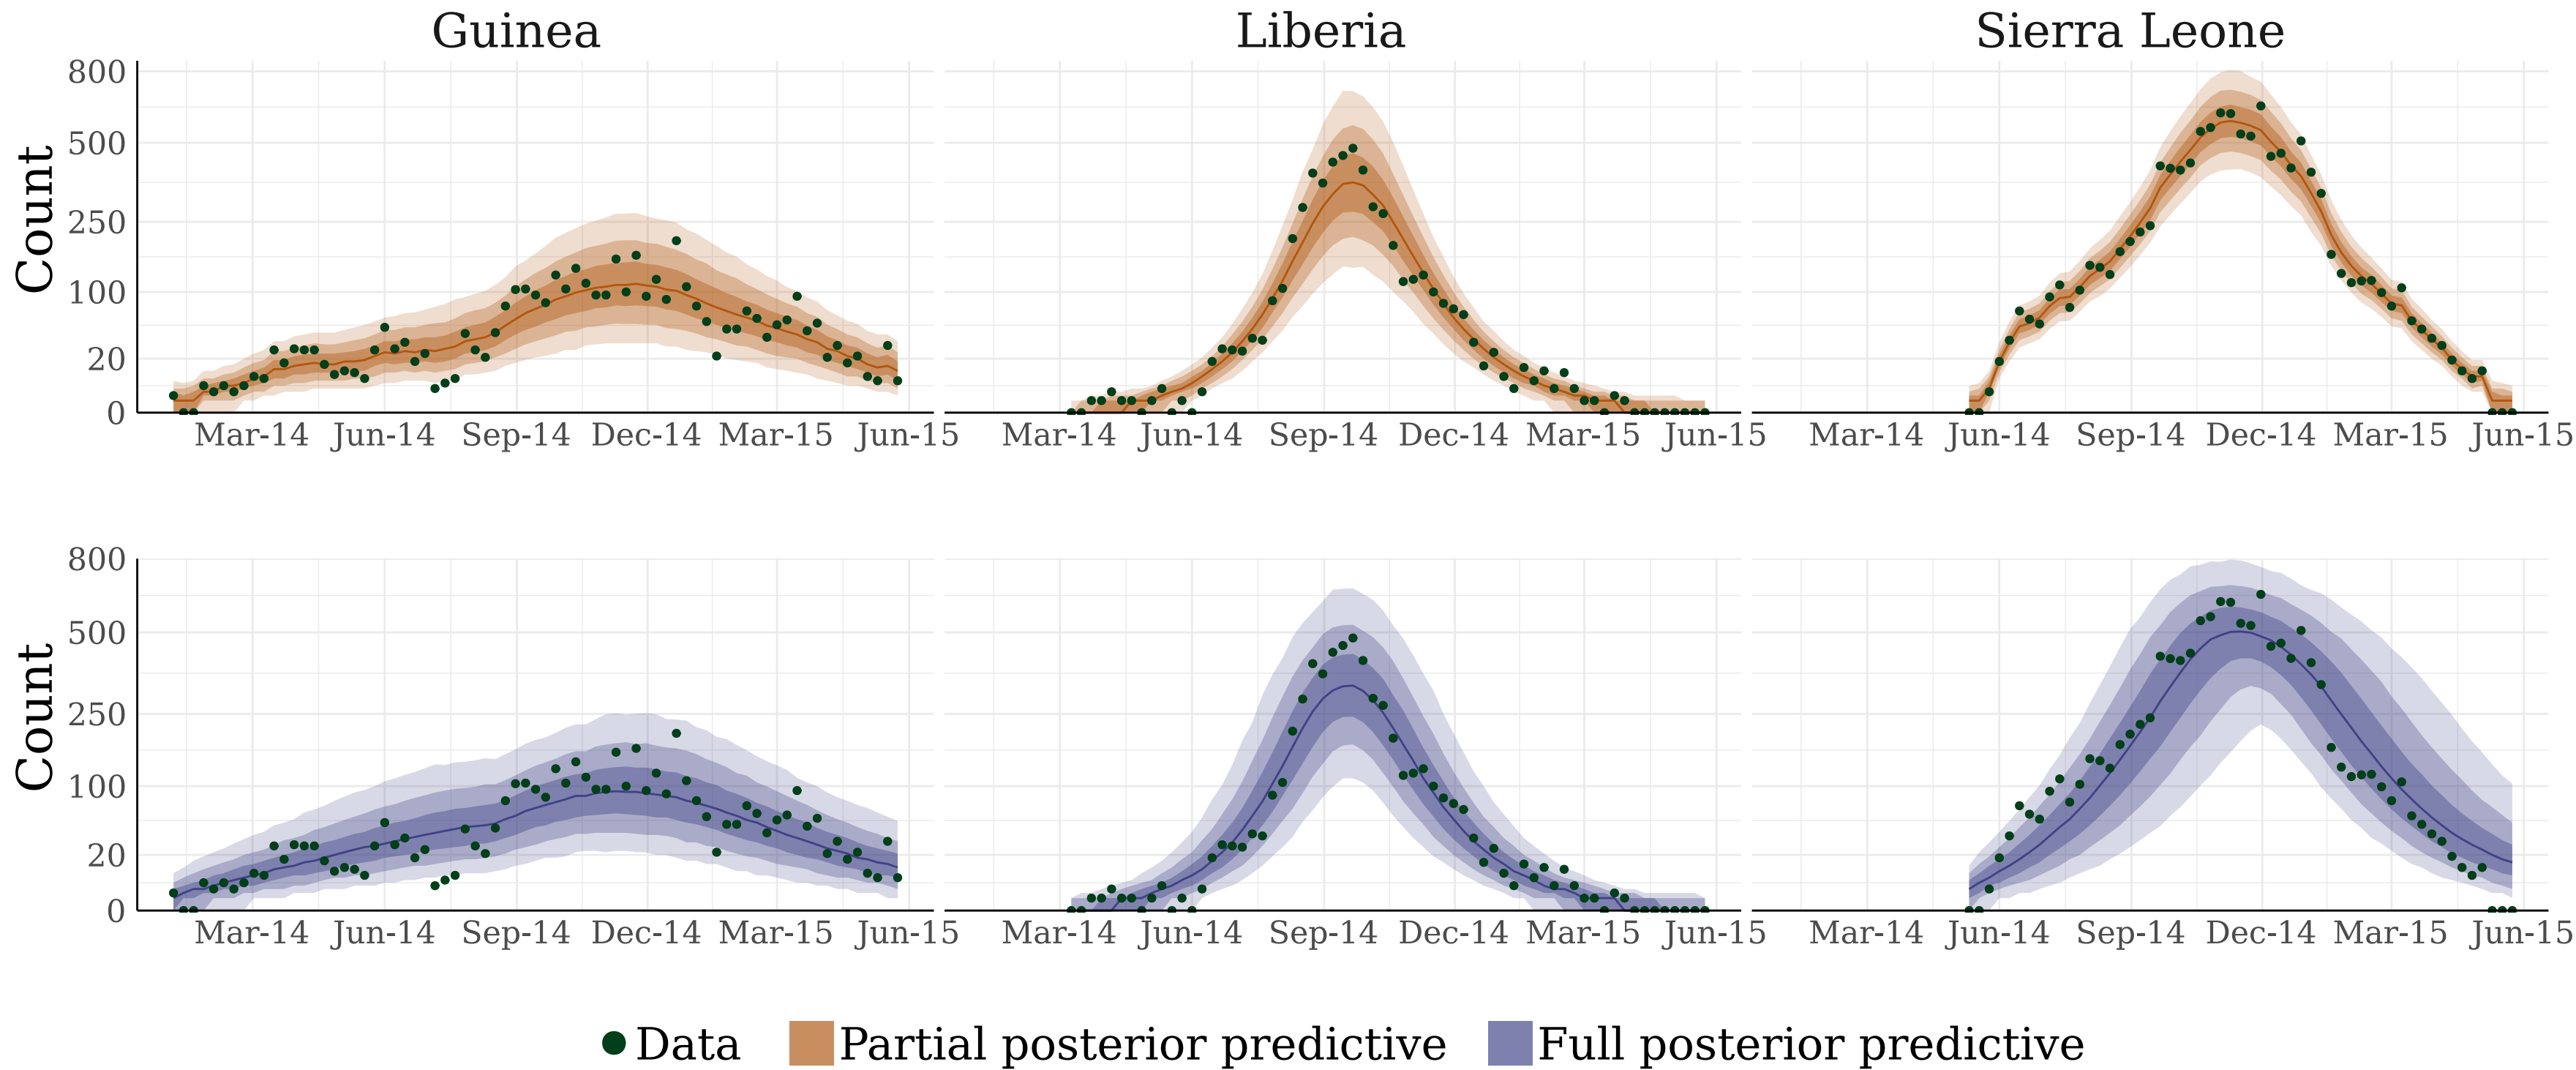 Guinea Liberia Sierra Leone
800
500
250
100
20
0
Count
Mar-14 Jun-14 Sep-14 Dec-14 Mar-15 Jun-15 Mar-14 Jun-14 Sep-14 Dec-14 Mar-15 Jun-15 Mar-14 Jun-14 Sep-14 Dec-14 Mar-15 Jun-15
800
500
250
100
20
0
Count
Mar-14 Jun-14 Sep-14 Dec-14 Mar-15 Jun-15 Mar-14 Jun-14 Sep-14 Dec-14 Mar-15 Jun-15 Mar-14 Jun-14 Sep-14 Dec-14 Mar-15 Jun-15
Data Partial posterior predictive Full posterior predictive